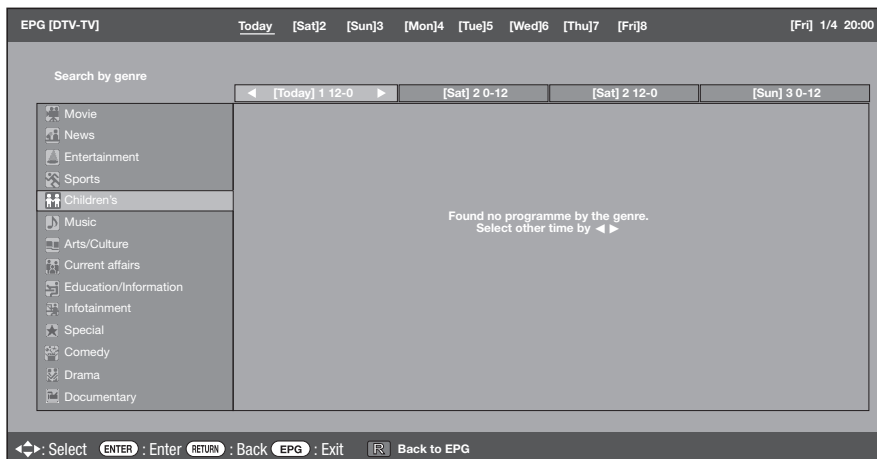 EPG [DTV-TV] Today [Sat]2 [Sun]3 [Mon]4 [Tue]5 [Wed]6 [Thu]7 [Fri]8 [Fri] 1/4 20:00
Search by genre
◀ [Today] 1 12-0 ▶ [Sat] 2 0-12 [Sat] 2 12-0 [Sun] 3 0-12
Movie
News
Entertainment
Sports
Children's
Music
Arts/Culture
Current affairs
Education/Information
Infotainment
Special
Comedy
Drama
Documentary
Found no programme by the genre.
Select other time by ◀ ▶
: Select ENTER : Enter RETURN : Back EPG : Exit R Back to EPG